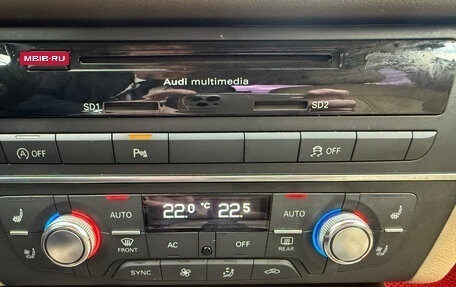 MBIB·RU
Audi multimedia
SD1
SD2
A OFF
P
OFF
AUTO
22.0 °C 22.5
AUTO
FRONT
AC
OFF
REAR
SYNC